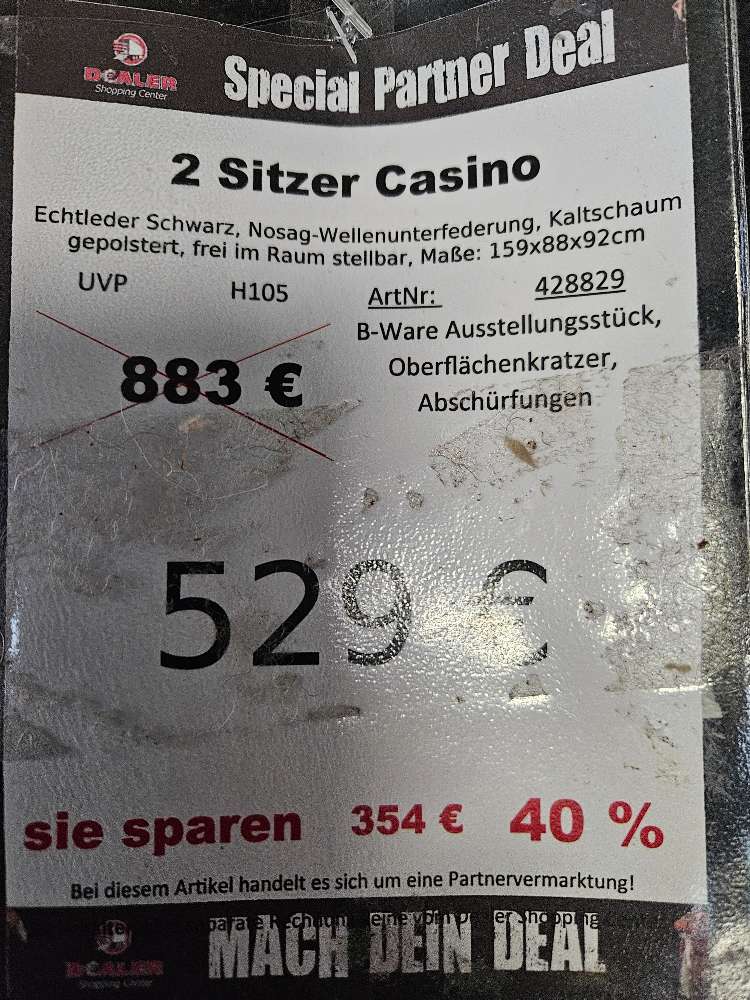 DEALER
Shopping Center
Special Partner Deal
2 Sitzer Casino
Echtleder Schwarz, Nosag-Wellenunterfederung, Kaltschaum
gepolstert, frei im Raum stellbar, Maße: 159x88x92cm
UVP H105 ArtNr: 428829
B-Ware Ausstellungsstück,
Oberflächenkratzer,
Abschürfungen
883 €
529 €
sie sparen 354 € 40 %
Bei diesem Artikel handelt es sich um eine Partnervermarktung!
Shopping
DEALER
Shopping Center
MACH DEIN DEAL